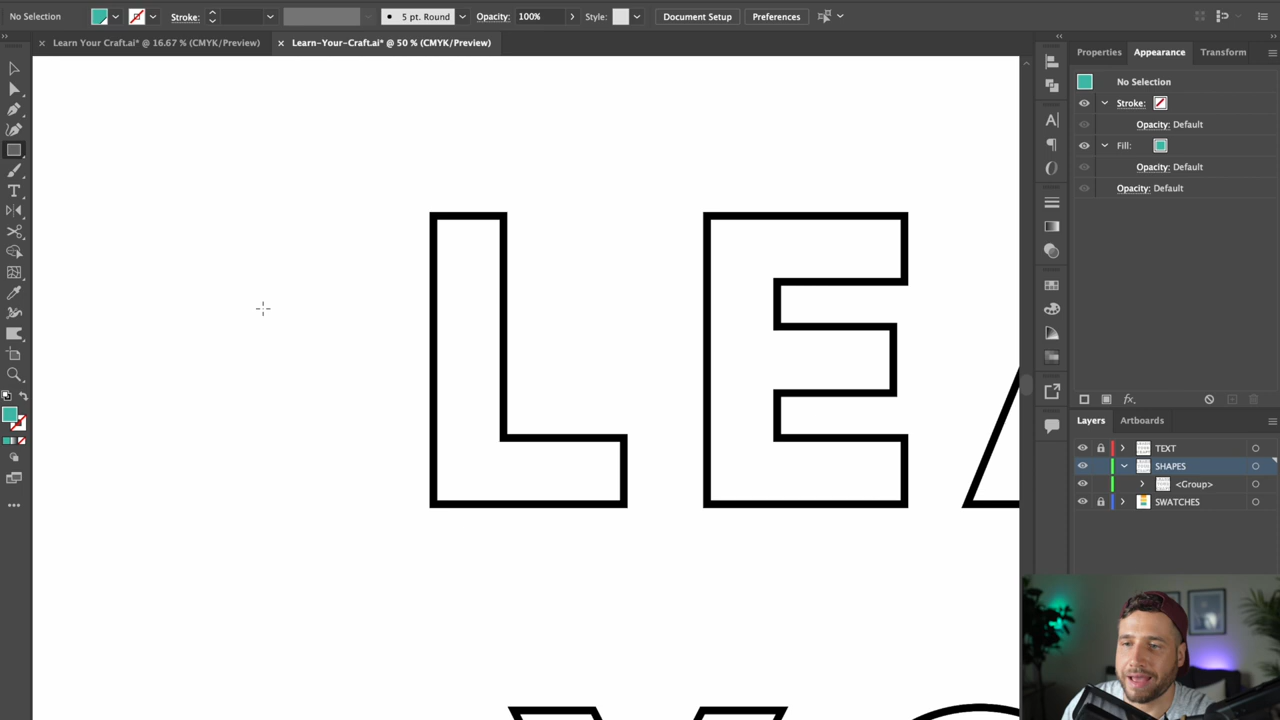 No Selection Stroke: 5 pt. Round Opacity: 100% Style: Document Setup Preferences
Learn Your Craft.ai* @ 16.67 % (CMYK/Preview) Learn-Your-Craft.ai* @ 50 % (CMYK/Preview)
Properties Appearance Transform
No Selection
Stroke:
Opacity: Default
Fill:
Opacity: Default
Opacity: Default
fx
LE
Layers Artboards
TEXT
SHAPES
<Group>
SWATCHES